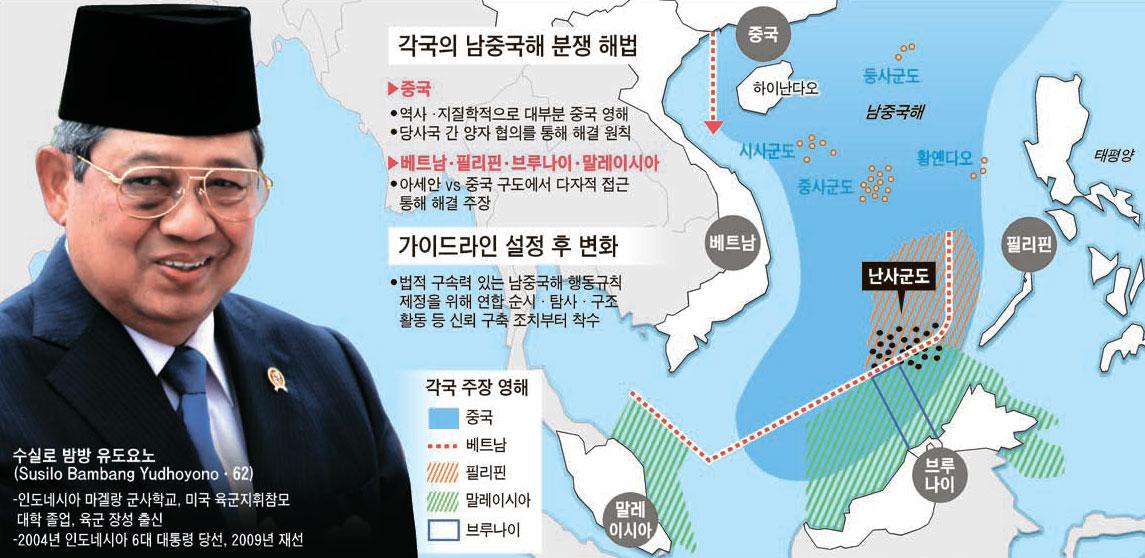 각국의 남중국해 분쟁 해법
▶중국
•역사·지질학적으로 대부분 중국 영해
•당사국 간 양자 협의를 통해 해결 원칙
▶베트남·필리핀·브루나이·말레이시아
•아세안 vs 중국 구도에서 다자적 접근
통해 해결 주장
가이드라인 설정 후 변화
•법적 구속력 있는 남중국해 행동규칙
제정을 위해 연합 순시·탐사·구조
활동 등 신뢰 구축 조치부터 착수
각국 주장 영해
중국
베트남
필리핀
말레이시아
브루나이
수실로 밤방 유도요노
(Susilo Bambang Yudhoyono·62)
-인도네시아 마겔랑 군사학교, 미국 육군지휘참모
대학 졸업, 육군 장성 출신
-2004년 인도네시아 6대 대통령 당선, 2009년 재선
중국
하이난다오
둥사군도
남중국해
시사군도
황옌다오
태평양
중사군도
베트남
필리핀
난사군도
브루
나이
말레
이시아